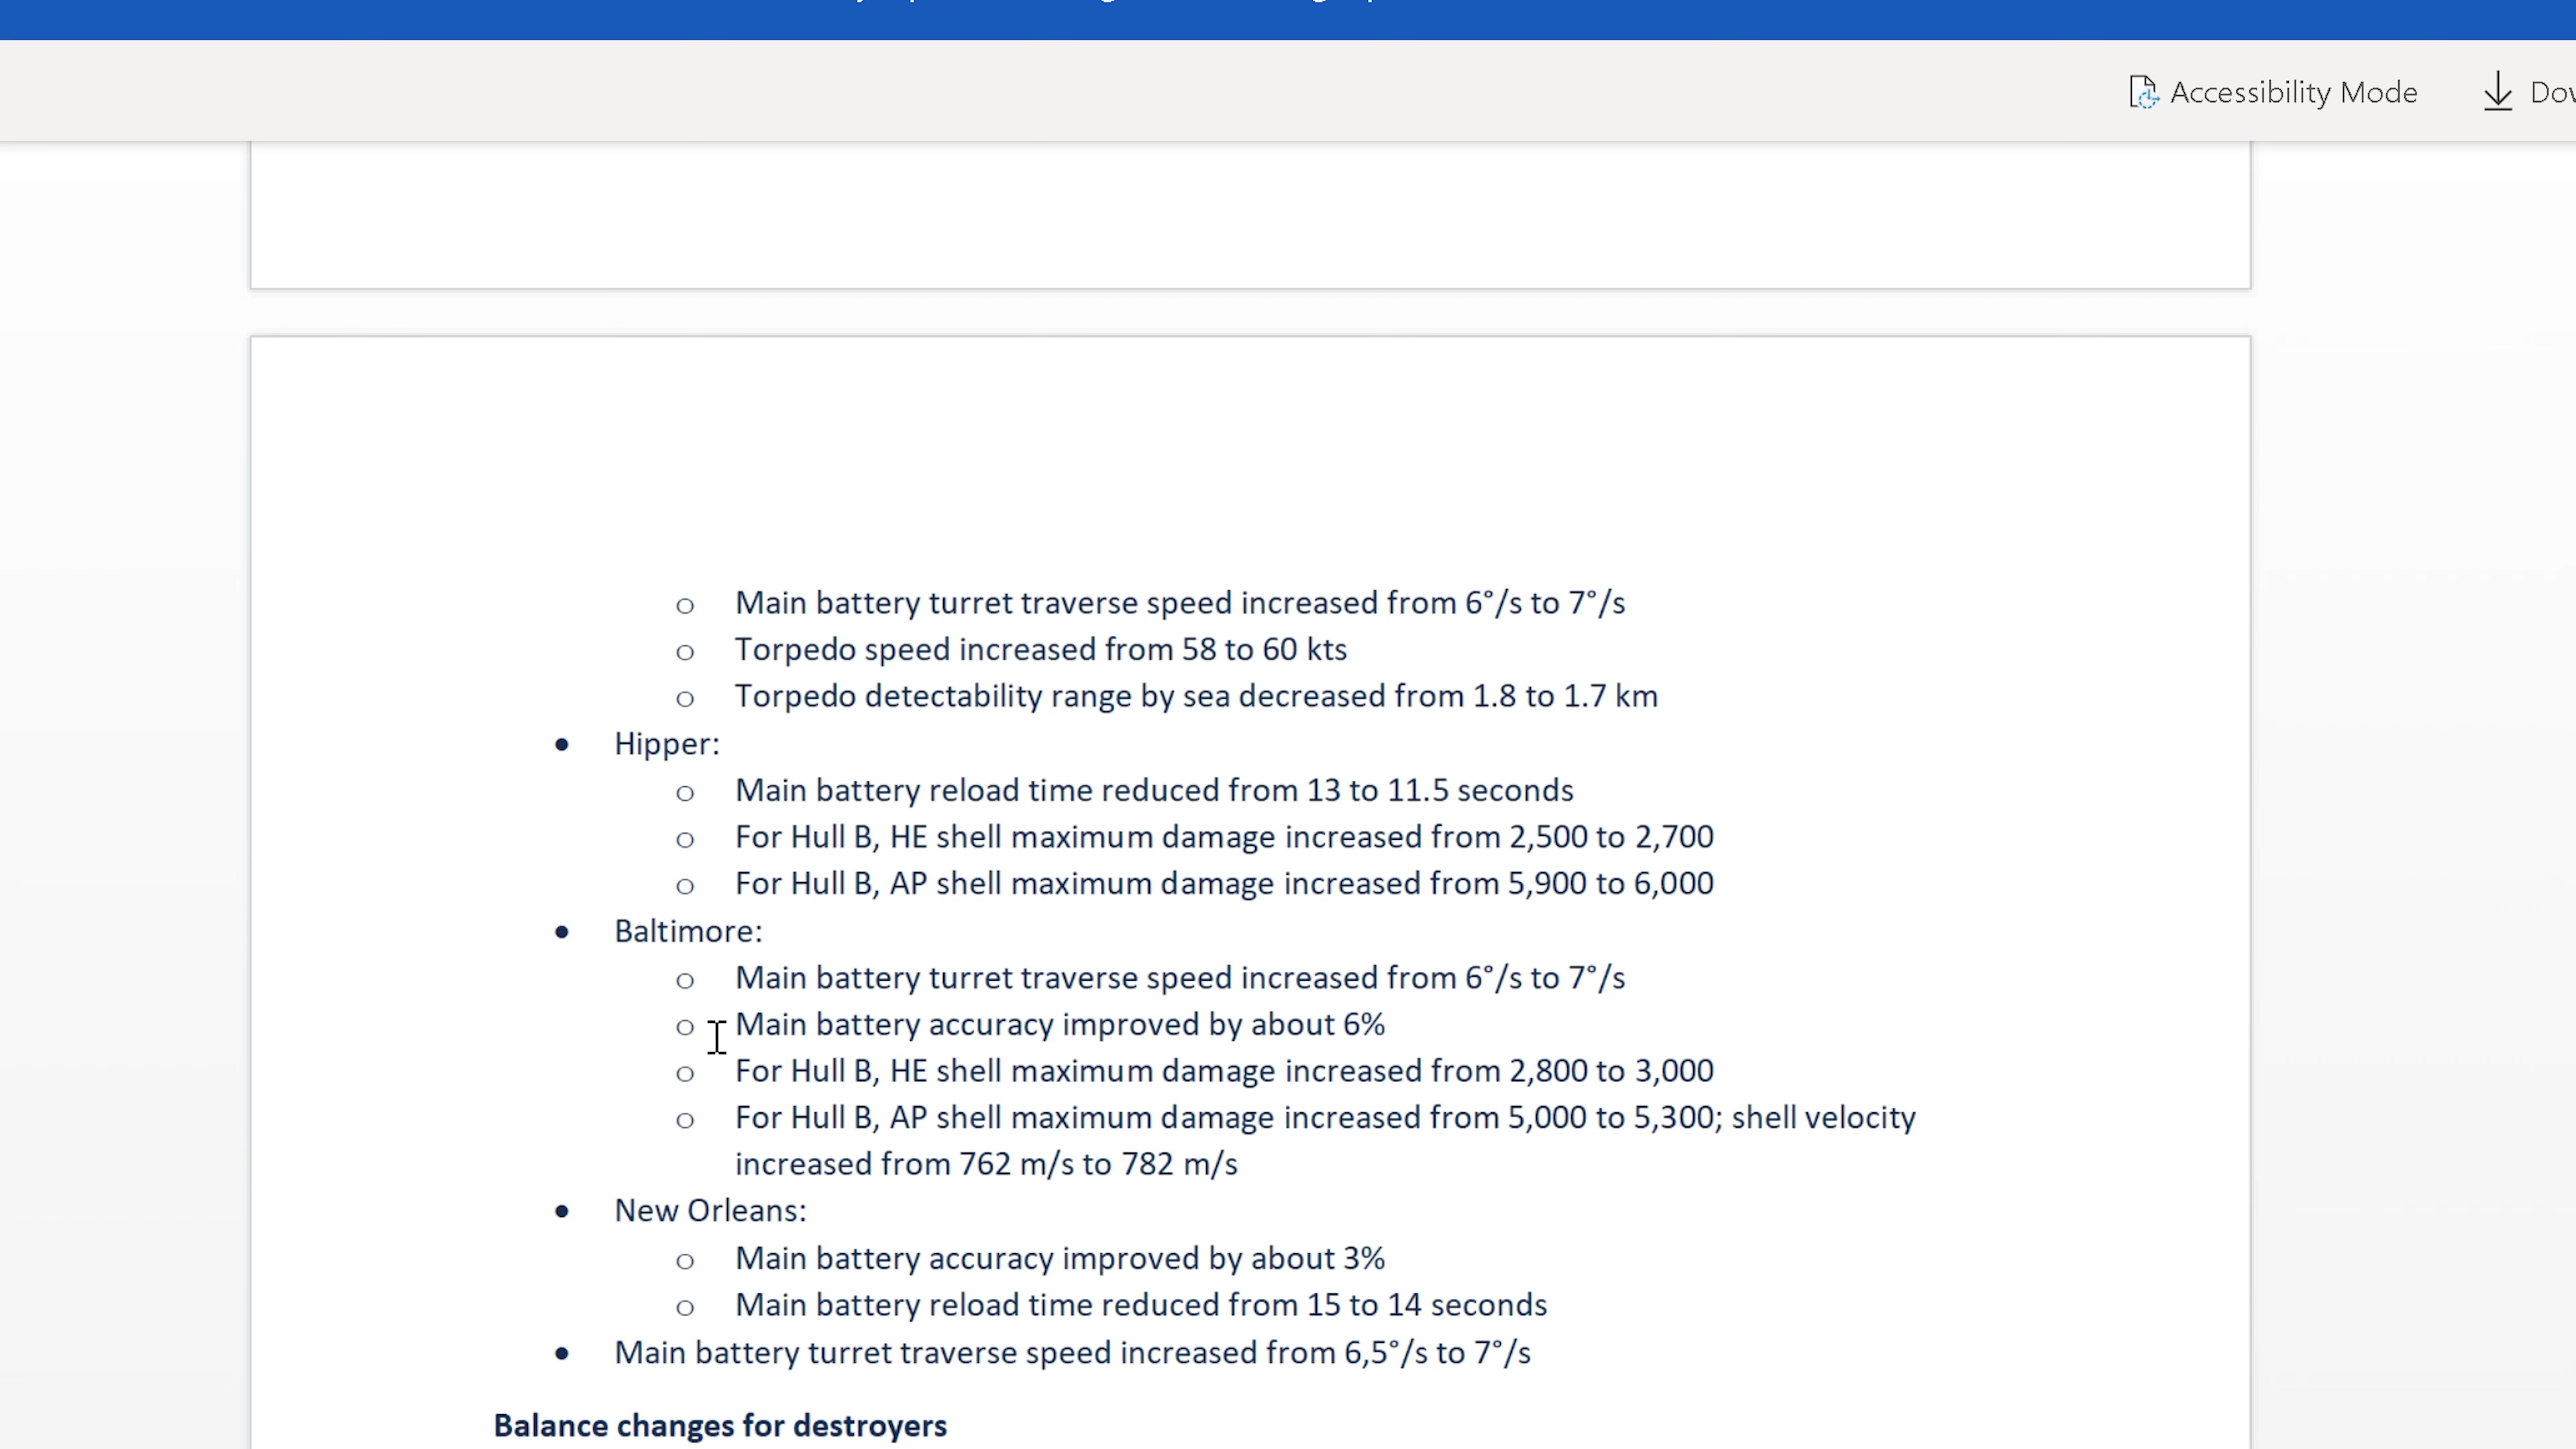 Accessibility Mode
o Main battery turret traverse speed increased from 6°/s to 7°/s
o Torpedo speed increased from 58 to 60 kts
o Torpedo detectability range by sea decreased from 1.8 to 1.7 km
• Hipper:
o Main battery reload time reduced from 13 to 11.5 seconds
o For Hull B, HE shell maximum damage increased from 2,500 to 2,700
o For Hull B, AP shell maximum damage increased from 5,900 to 6,000
• Baltimore:
o Main battery turret traverse speed increased from 6°/s to 7°/s
o Main battery accuracy improved by about 6%
o For Hull B, HE shell maximum damage increased from 2,800 to 3,000
o For Hull B, AP shell maximum damage increased from 5,000 to 5,300; shell velocity
increased from 762 m/s to 782 m/s
• New Orleans:
o Main battery accuracy improved by about 3%
o Main battery reload time reduced from 15 to 14 seconds
• Main battery turret traverse speed increased from 6,5°/s to 7°/s
Balance changes for destroyers